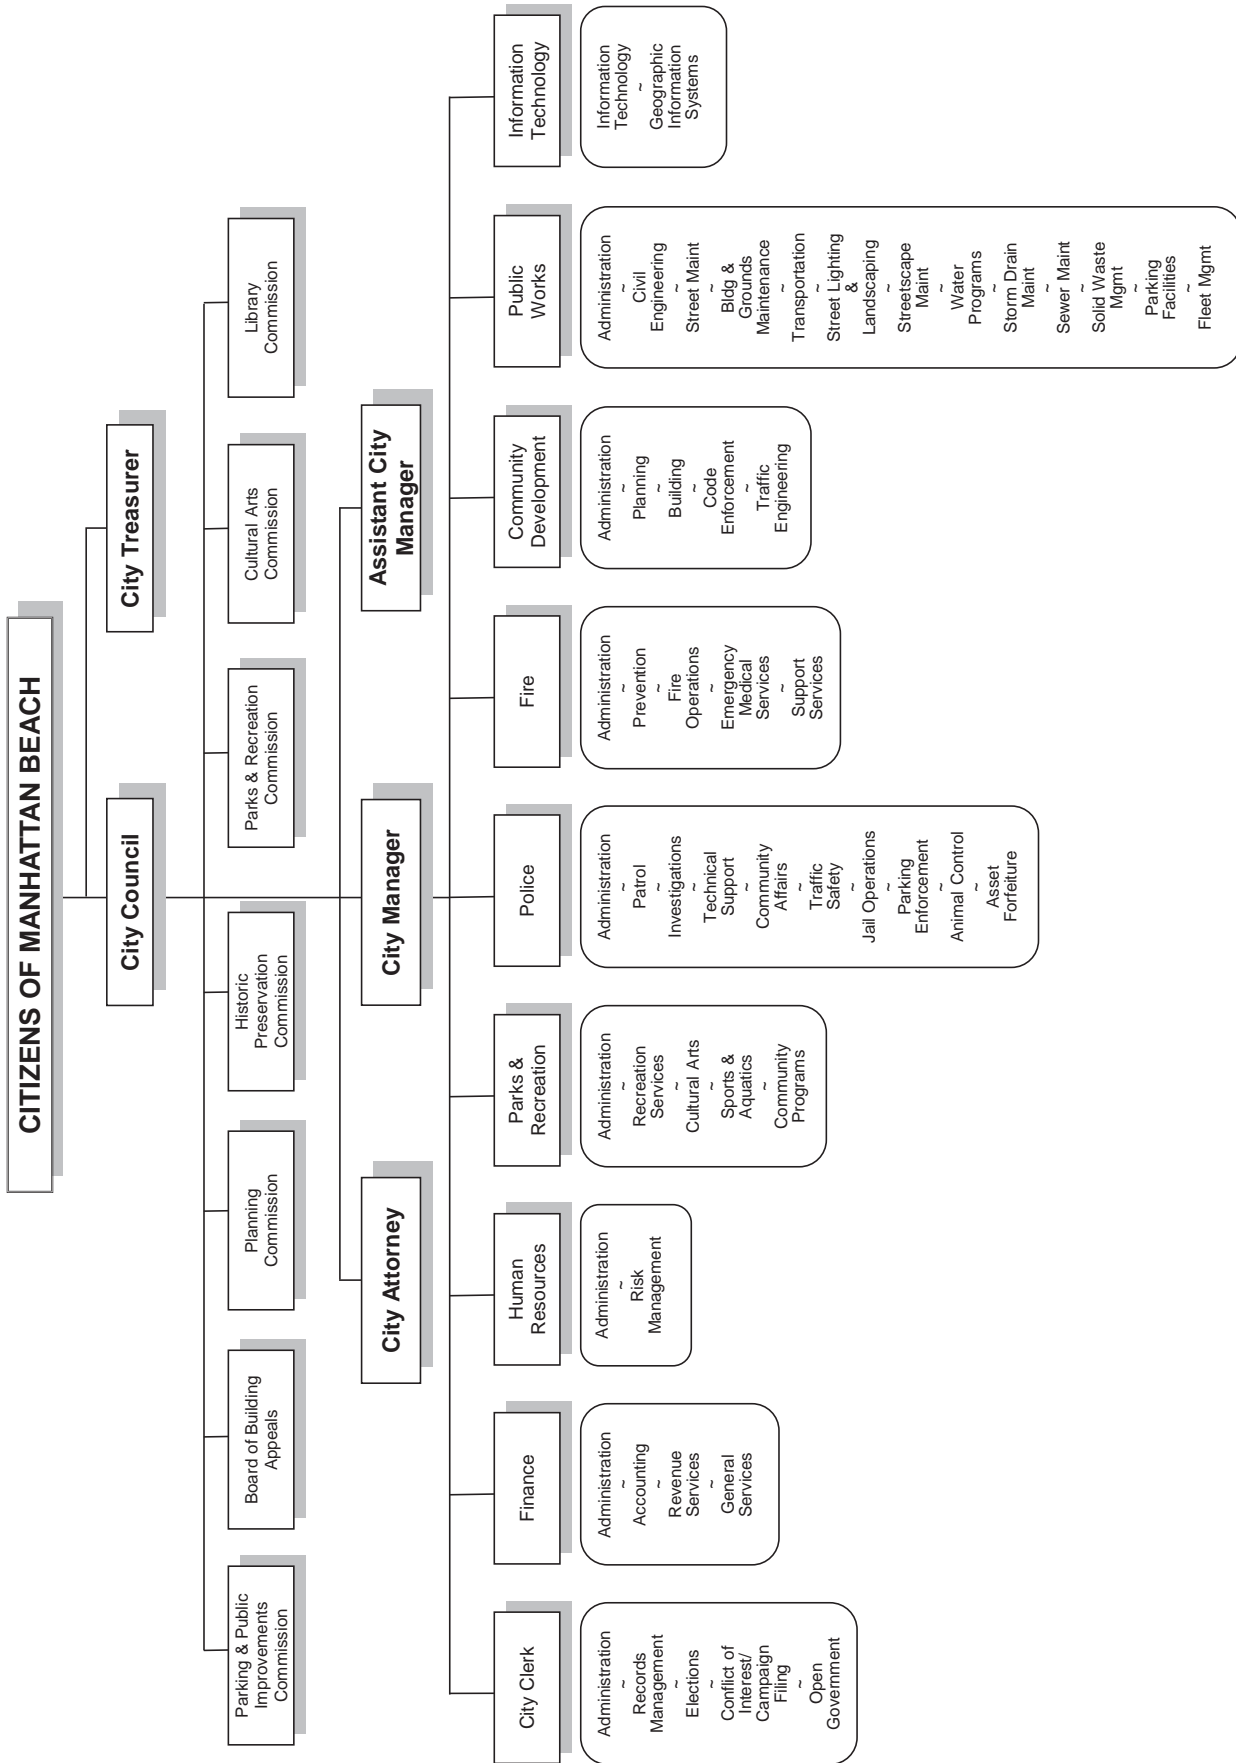 CITIZENS OF MANHATTAN BEACH
City Council
City Treasurer
Parking & Public
Improvements
Commission
Board of Building
Appeals
Planning
Commission
Historic
Preservation
Commission
Parks & Recreation
Commission
Cultural Arts
Commission
Library
Commission
City Attorney
City Manager
Assistant City
Manager
City Clerk
Administration
~
Records
Management
~
Elections
~
Conflict of
Interest/
Campaign
Filing
~
Open
Government
Finance
Administration
~
Accounting
~
Revenue
Services
~
General
Services
Human
Resources
Administration
~
Risk
Management
Parks &
Recreation
Administration
~
Recreation
Services
~
Cultural Arts
~
Sports &
Aquatics
~
Community
Programs
Police
Administration
~
Patrol
~
Investigations
~
Technical
Support
~
Community
Affairs
~
Traffic
Safety
~
Jail Operations
~
Parking
Enforcement
~
Animal Control
~
Asset
Forfeiture
Fire
Administration
~
Prevention
~
Fire
Operations
~
Emergency
Medical
Services
~
Support
Services
Community
Development
Administration
~
Planning
~
Building
~
Code
Enforcement
~
Traffic
Engineering
Public
Works
Administration
~
Civil
Engineering
~
Street Maint
~
Bldg &
Grounds
Maintenance
~
Transportation
~
Street Lighting
&
Landscaping
~
Streetscape
Maint
~
Water
Programs
~
Storm Drain
Maint
~
Sewer Maint
~
Solid Waste
Mgmt
~
Parking
Facilities
~
Fleet Mgmt
Information
Technology
Information
Technology
~
Geographic
Information
Systems